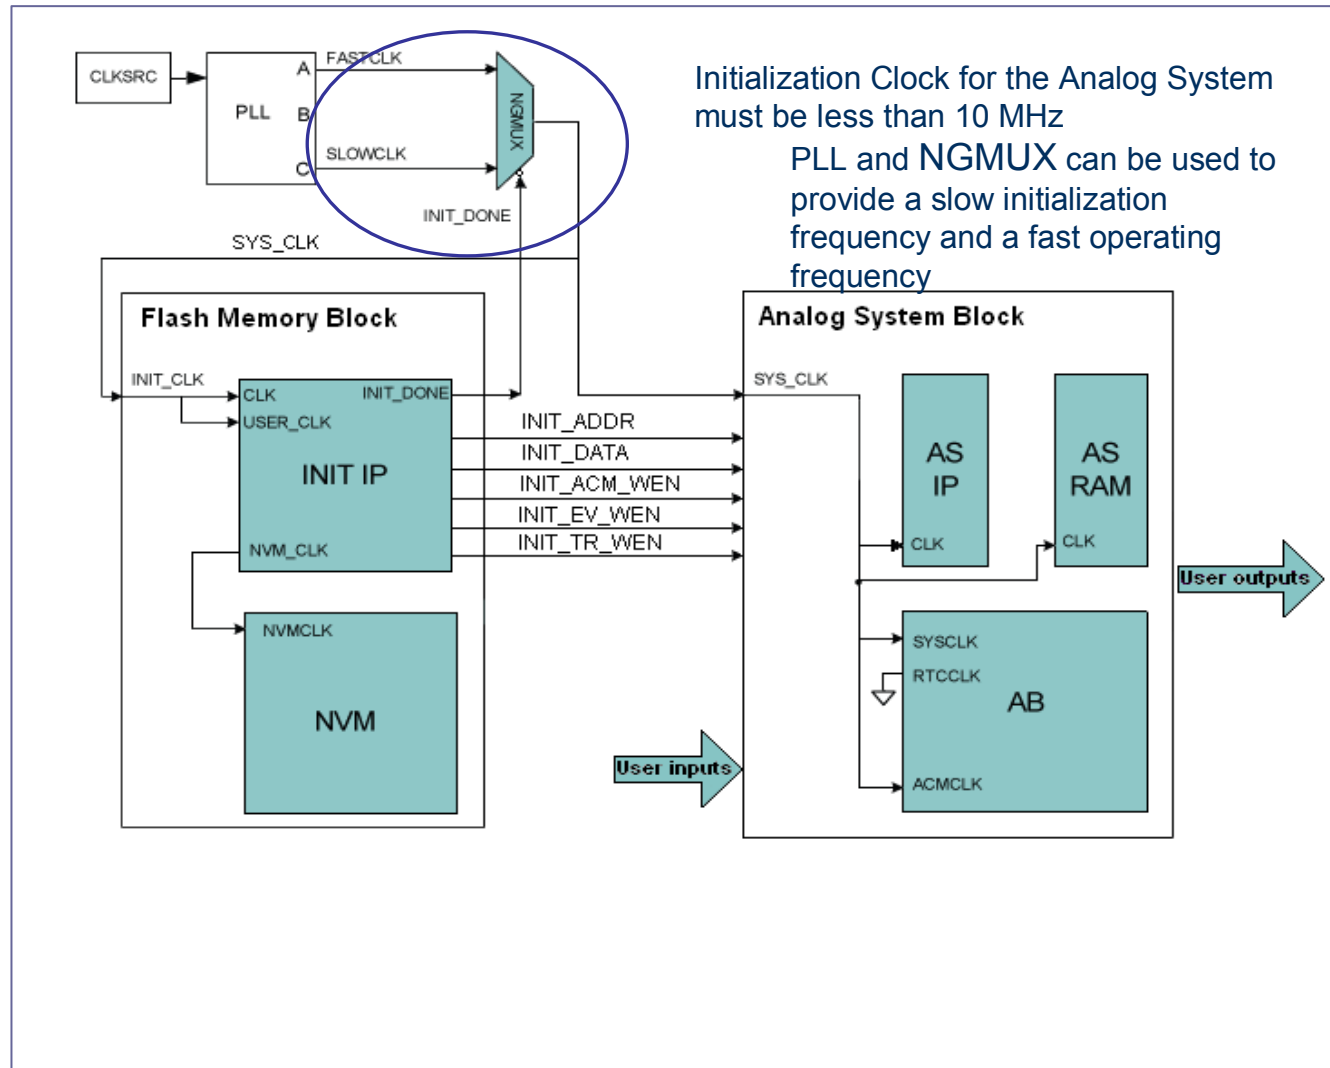 CLKSRC
PLL
A
B
C
FASTCLK
SLOWCLK
NGMUX
INIT_DONE
SYS_CLK
Initialization Clock for the Analog System
must be less than 10 MHz
PLL and NGMUX can be used to
provide a slow initialization
frequency and a fast operating
frequency
Flash Memory Block
INIT_CLK
CLK
USER_CLK
INIT_DONE
INIT IP
NVM_CLK
NVMCLK
NVM
INIT_ADDR
INIT_DATA
INIT_ACM_WEN
INIT_EV_WEN
INIT_TR_WEN
User inputs
Analog System Block
SYS_CLK
AS
IP
CLK
AS
RAM
CLK
SYSCLK
RTCCLK
AB
ACMCLK
User outputs